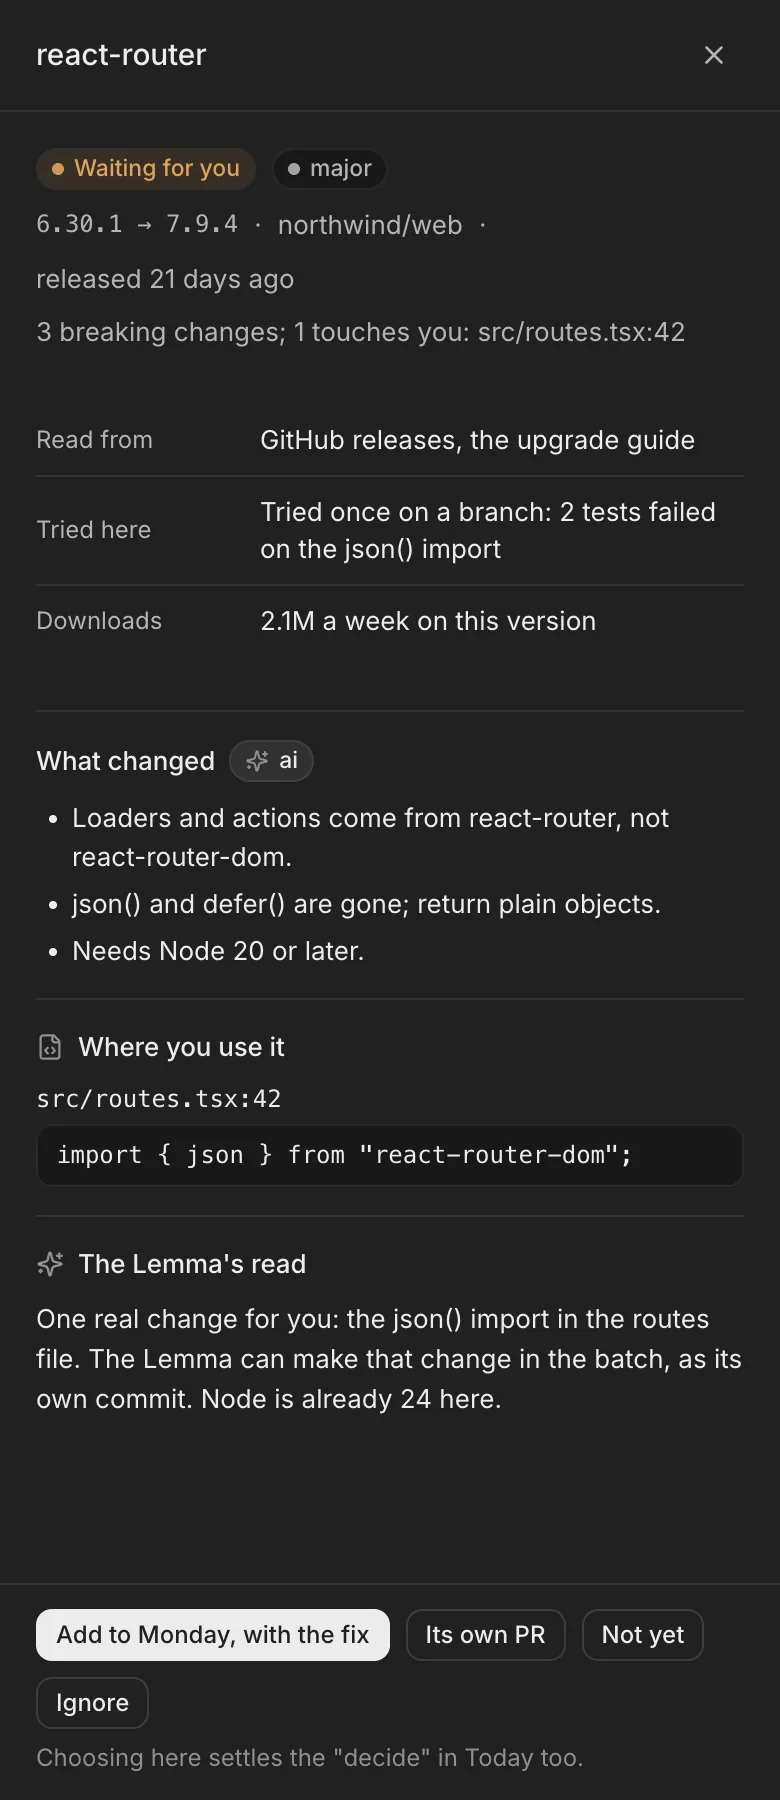 react-router
Waiting for you
major
6.30.1 → 7.9.4 · northwind/web ·
released 21 days ago
3 breaking changes; 1 touches you: src/routes.tsx:42
Read from
GitHub releases, the upgrade guide
Tried here
Tried once on a branch: 2 tests failed
on the json() import
Downloads
2.1M a week on this version
What changed
ai
• Loaders and actions come from react-router, not
react-router-dom.
• json() and defer() are gone; return plain objects.
• Needs Node 20 or later.
Where you use it
src/routes.tsx:42
import { json } from "react-router-dom";
The Lemma's read
One real change for you: the json() import in the routes
file. The Lemma can make that change in the batch, as its
own commit. Node is already 24 here.
Add to Monday, with the fix
Its own PR
Not yet
Ignore
Choosing here settles the "decide" in Today too.